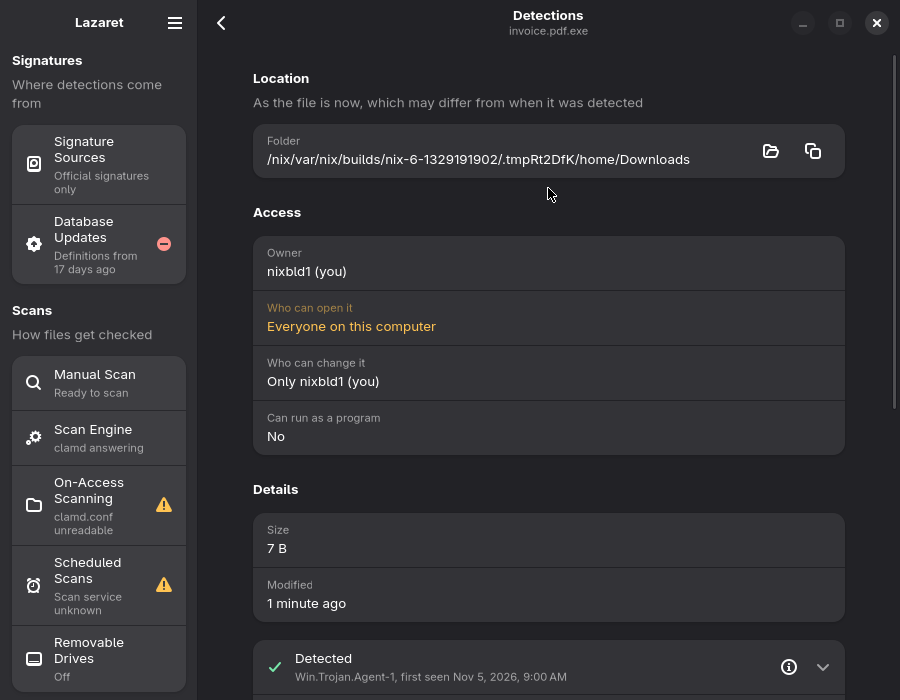 Lazaret
Signatures
Where detections come
from
Signature
Sources
Official signatures
only
Database
Updates
Definitions from
17 days ago
Scans
How files get checked
Manual Scan
Ready to scan
Scan Engine
clamd answering
On-Access
Scanning
clamd.conf
unreadable
Scheduled
Scans
Scan service
unknown
Removable
Drives
Off
Detections
invoice.pdf.exe
Location
As the file is now, which may differ from when it was detected
Folder
/nix/var/nix/builds/nix-6-1329191902/.tmpRt2DfK/home/Downloads
Access
Owner
nixbld1 (you)
Who can open it
Everyone on this computer
Who can change it
Only nixbld1 (you)
Can run as a program
No
Details
Size
7 B
Modified
1 minute ago
Detected
Win.Trojan.Agent-1, first seen Nov 5, 2026, 9:00 AM